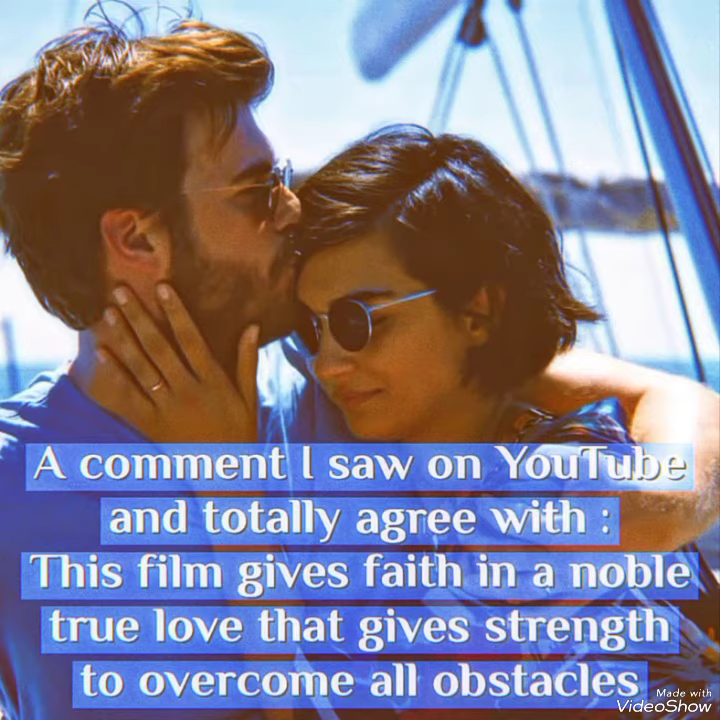 A comment I saw on YouTube
and totally agree with :
This film gives faith in a noble
true love that gives strength
to overcome all obstacles
Made with
VideoShow